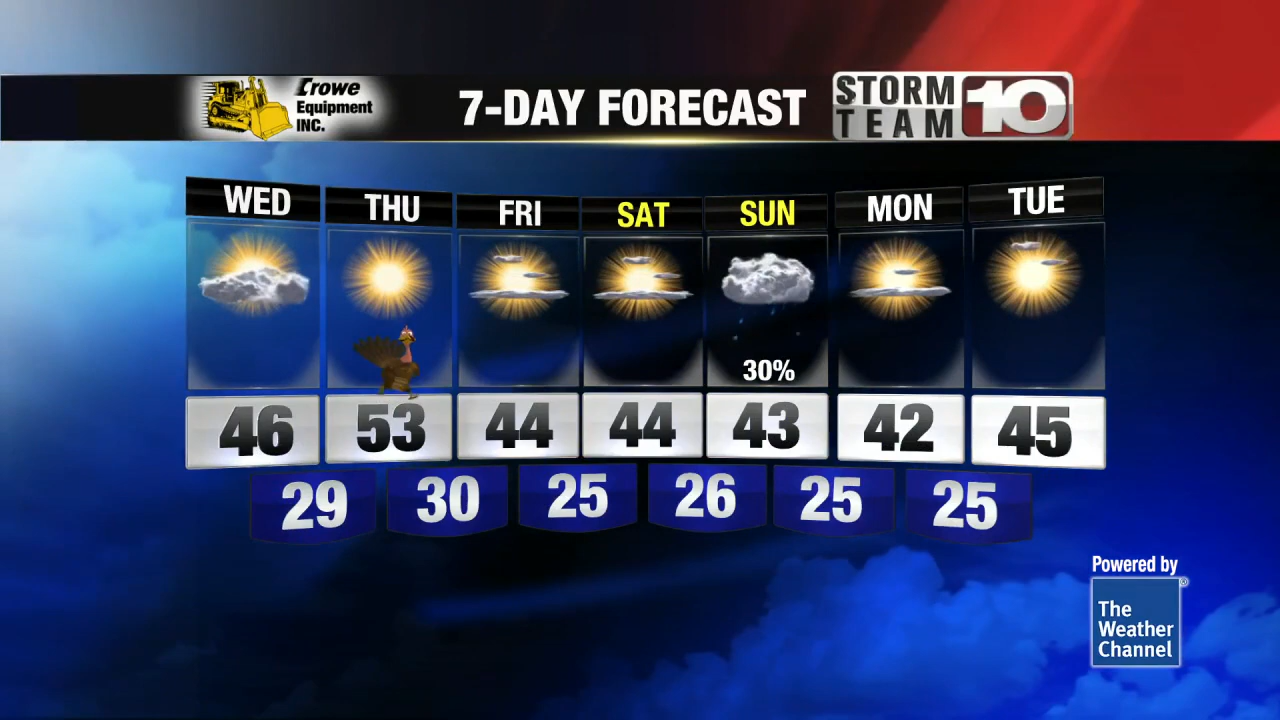 Crowe
Equipment
INC.
7-DAY FORECAST
STORM
TEAM
10
WED THU FRI SAT SUN MON TUE
30%
46 53 44 44 43 42 45
29 30 25 26 25 25
Powered by
The
Weather
Channel
®